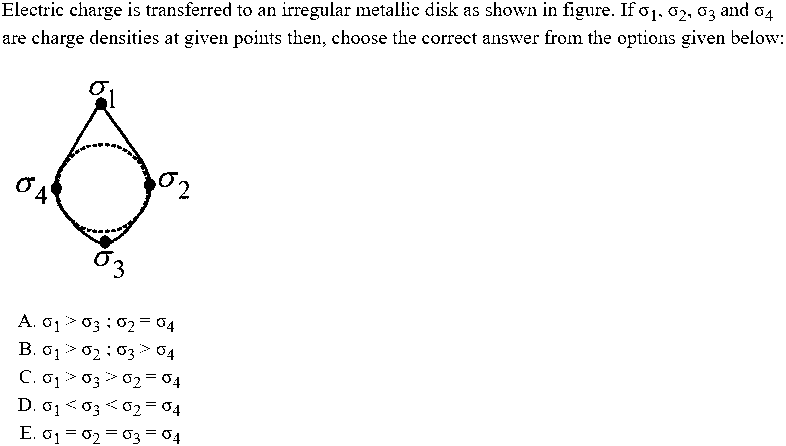 Electric charge is transferred to an irregular metallic disk as shown in figure. If σ₁, σ₂, σ₃ and σ₄
are charge densities at given points then, choose the correct answer from the options given below:
σ₁
σ₄
σ₂
σ₃
A. σ₁ > σ₃ ; σ₂ = σ₄
B. σ₁ > σ₂ ; σ₃ > σ₄
C. σ₁ > σ₃ > σ₂ = σ₄
D. σ₁ < σ₃ < σ₂ = σ₄
E. σ₁ = σ₂ = σ₃ = σ₄